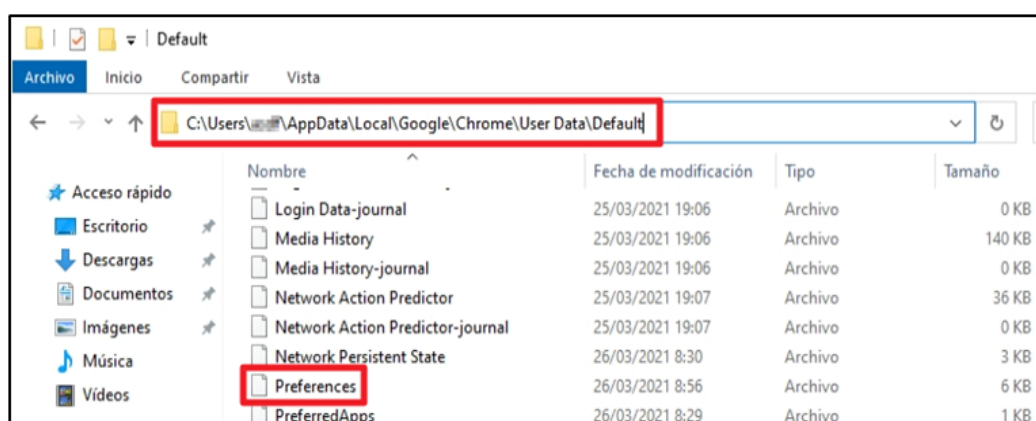 Default
Archivo Inicio Compartir Vista
C:\Users\ \AppData\Local\Google\Chrome\User Data\Default
Nombre Fecha de modificación Tipo Tamaño
Acceso rápido
Escritorio
Descargas
Documentos
Imágenes
Música
Vídeos
Login Data-journal 25/03/2021 19:06 Archivo 0 KB
Media History 25/03/2021 19:06 Archivo 140 KB
Media History-journal 25/03/2021 19:06 Archivo 0 KB
Network Action Predictor 25/03/2021 19:07 Archivo 36 KB
Network Action Predictor-journal 25/03/2021 19:07 Archivo 0 KB
Network Persistent State 26/03/2021 8:30 Archivo 3 KB
Preferences 26/03/2021 8:56 Archivo 6 KB
PreferredApps 26/03/2021 8:29 Archivo 1 KB